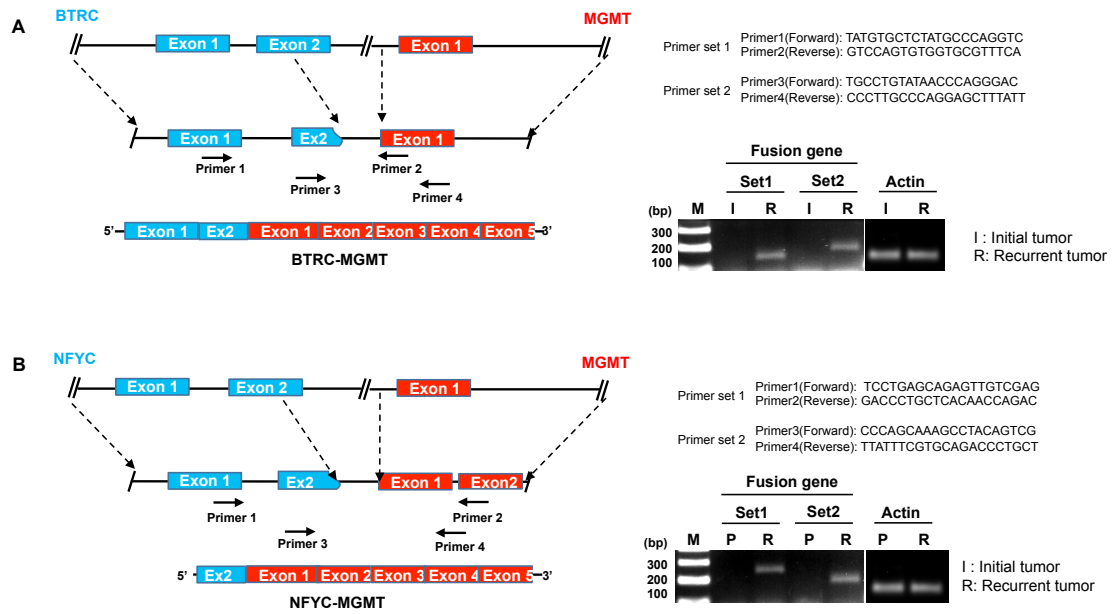 A
BTRC
MGMT
Exon 1
Exon 2
Exon 1
Exon 1
Ex2
Exon 1
Primer 1
Primer 2
Primer 3
Primer 4
5’
Exon 1
Ex2
Exon 1
Exon 2
Exon 3
Exon 4
Exon 5
3’
BTRC-MGMT
Primer set 1
Primer1(Forward): TATGTGCTCTATGCCCAGGTC
Primer2(Reverse): GTCCAGTGTGGTGCGTTTCA
Primer set 2
Primer3(Forward): TGCCTGTATAACCCAGGGAC
Primer4(Reverse): CCCTTGCCCAGGAGCTTTATT
Fusion gene
Set1 Set2 Actin
(bp) M I R I R I R
300
200
100
I : Initial tumor
R: Recurrent tumor
B
NFYC
MGMT
Exon 1
Exon 2
Exon 1
Exon 1
Ex2
Exon 1
Exon2
Primer 1
Primer 2
Primer 3
Primer 4
5’
Ex2
Exon 1
Exon 2
Exon 3
Exon 4
Exon 5
3’
NFYC-MGMT
Primer set 1
Primer1(Forward): TCCTGAGCAGAGTTGTCGAG
Primer2(Reverse): GACCCTGCTCACAACCAGAC
Primer set 2
Primer3(Forward): CCCAGCAAAGCCTACAGTCG
Primer4(Reverse): TTATTTCGTGCAGACCCTGCT
Fusion gene
Set1 Set2 Actin
(bp) M P R P R P R
300
200
100
I : Initial tumor
R: Recurrent tumor